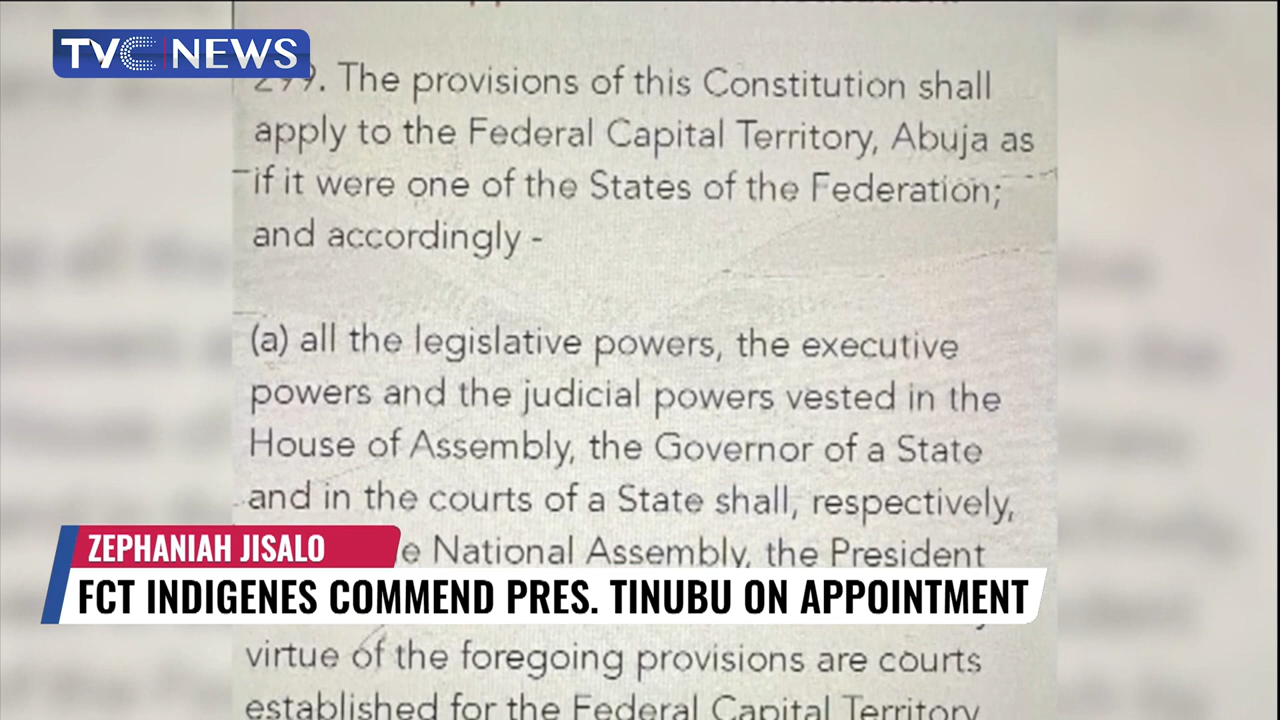 TVC NEWS
299. The provisions of this Constitution shall
apply to the Federal Capital Territory, Abuja as
if it were one of the States of the Federation;
and accordingly -
(a) all the legislative powers, the executive
powers and the judicial powers vested in the
House of Assembly, the Governor of a State
and in the courts of a State shall, respectively,
National Assembly, the President
ZEPHANIAH JISALO
FCT INDIGENES COMMEND PRES. TINUBU ON APPOINTMENT
virtue of the foregoing provisions are courts
established for the Federal Capital Territory